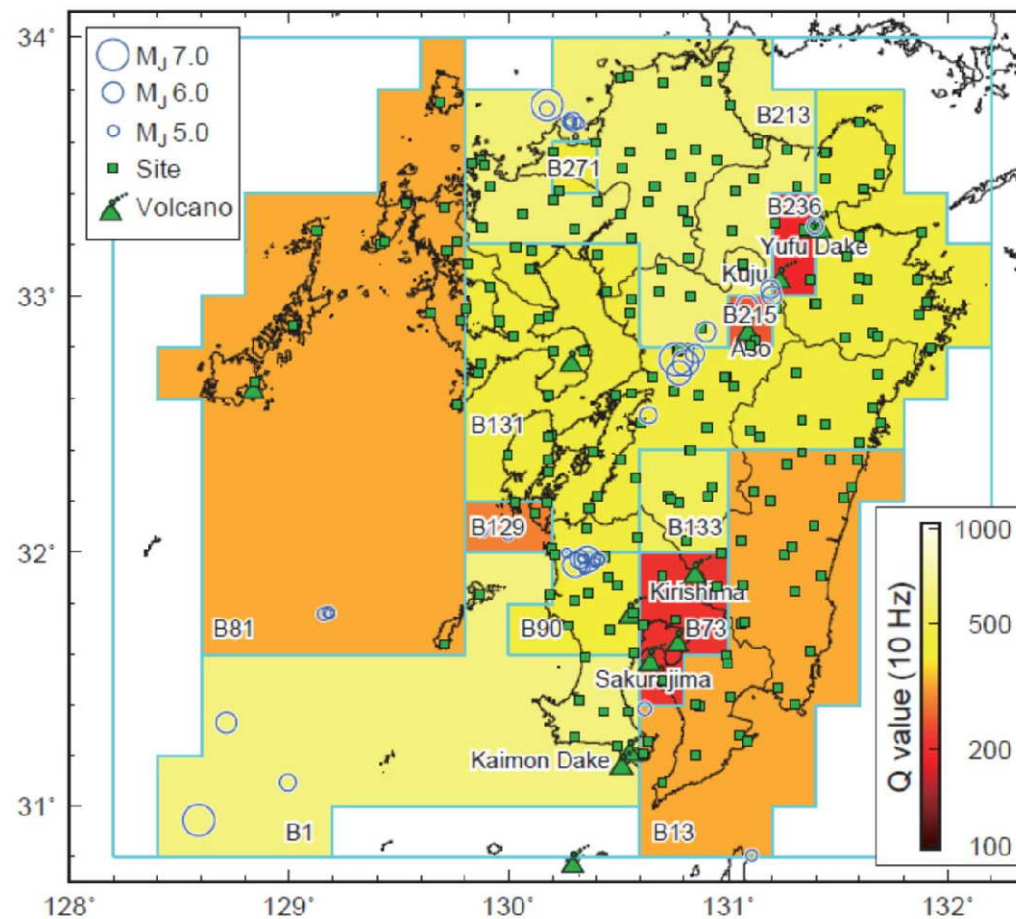 34°
33°
32°
31°
128°
129°
130°
131°
132°
MJ 7.0
MJ 6.0
MJ 5.0
Site
Volcano
B213
B271
B236
Yufu Dake
Kuju
B215
Aso
B131
B129
B133
Kirishima
B81
B90
B73
Sakurajima
Kaimon Dake
B1
B13
Q value (10 Hz)
1000
500
200
100